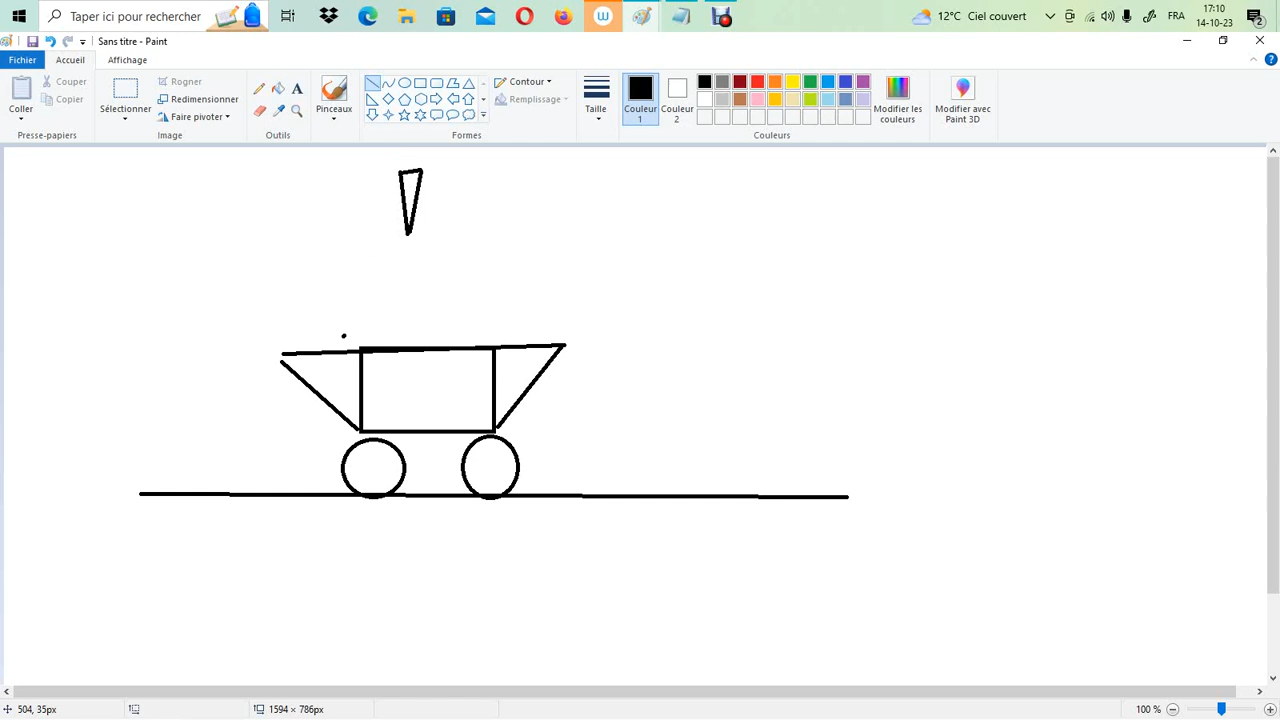 Taper ici pour rechercher
W
12°C Ciel couvert
FRA
17:10
14-10-23
2
Sans titre - Paint
Fichier
Accueil
Affichage
Coller
Couper
Copier
Presse-papiers
Sélectionner
Rogner
Redimensionner
Faire pivoter
Image
A
Outils
Pinceaux
Contour
Remplissage
Formes
Taille
Couleur
1
Couleur
2
Modifier les
couleurs
Couleurs
Modifier avec
Paint 3D
504, 35px
1594 × 786px
100 %